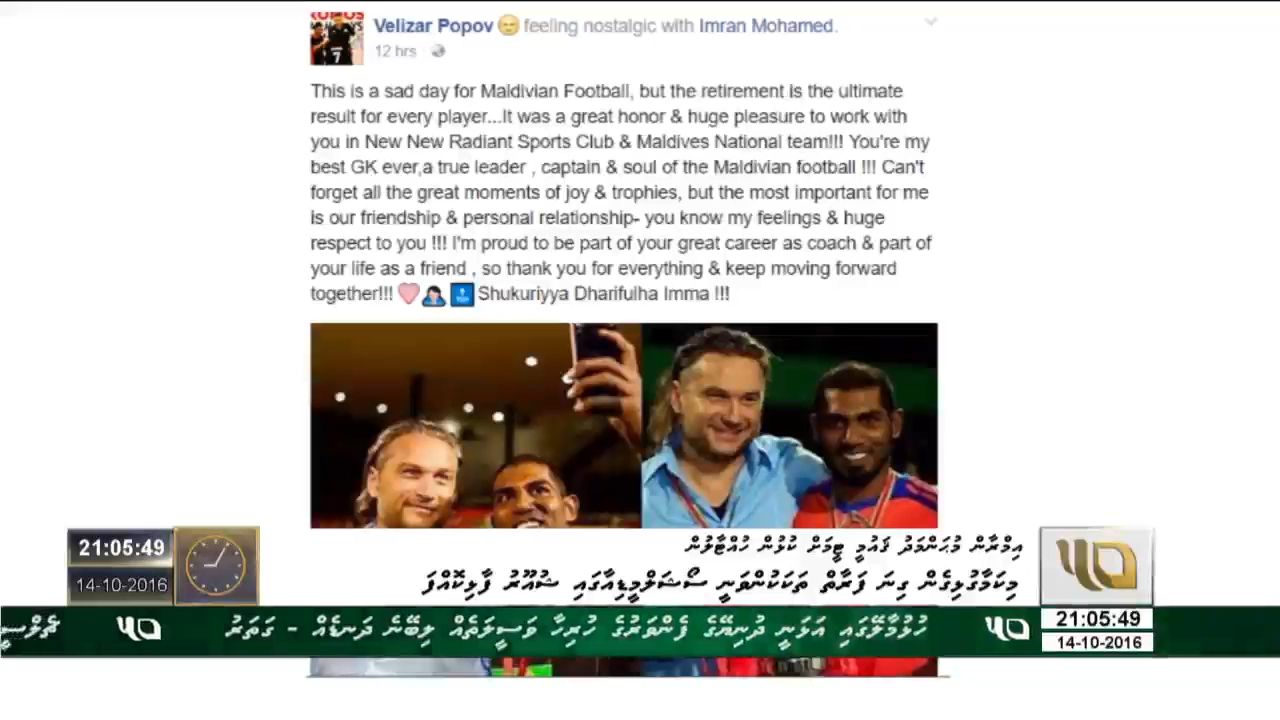 Velizar Popov feeling nostalgic with Imran Mohamed.
12 hrs
This is a sad day for Maldivian Football, but the retirement is the ultimate
result for every player...It was a great honor & huge pleasure to work with
you in New New Radiant Sports Club & Maldives National team!!! You're my
best GK ever,a true leader , captain & soul of the Maldivian football !!! Can't
forget all the great moments of joy & trophies, but the most important for me
is our friendship & personal relationship- you know my feelings & huge
respect to you !!! I'm proud to be part of your great career as coach & part of
your life as a friend , so thank you for everything & keep moving forward
together!!! Shukuriyya Dharifulha Imma !!!
21:05:49
14-10-2016
އިމްރާން މުހައްމަދު ޤައުމީ ޓީމަށް ކުޅުން ހުއްޓާލުން
މިކަމާގުޅިގެން ގިނަ ފަރާތް ތަކަކުންވަނީ ސޯޝަލްމީޑިއާގައި ޝުއޫރު ފާޅިކޮއްފަ
ހުޅުމާލޭގައި އަޅަނީ ދުނިޔޭގެ ފެންވަރުގެ ހުރިހާ ވަސީލަތެއް ލިބޭނެ ދަނޑެއް - ގަތަރު
ޗެލްސީ
21:05:49
14-10-2016